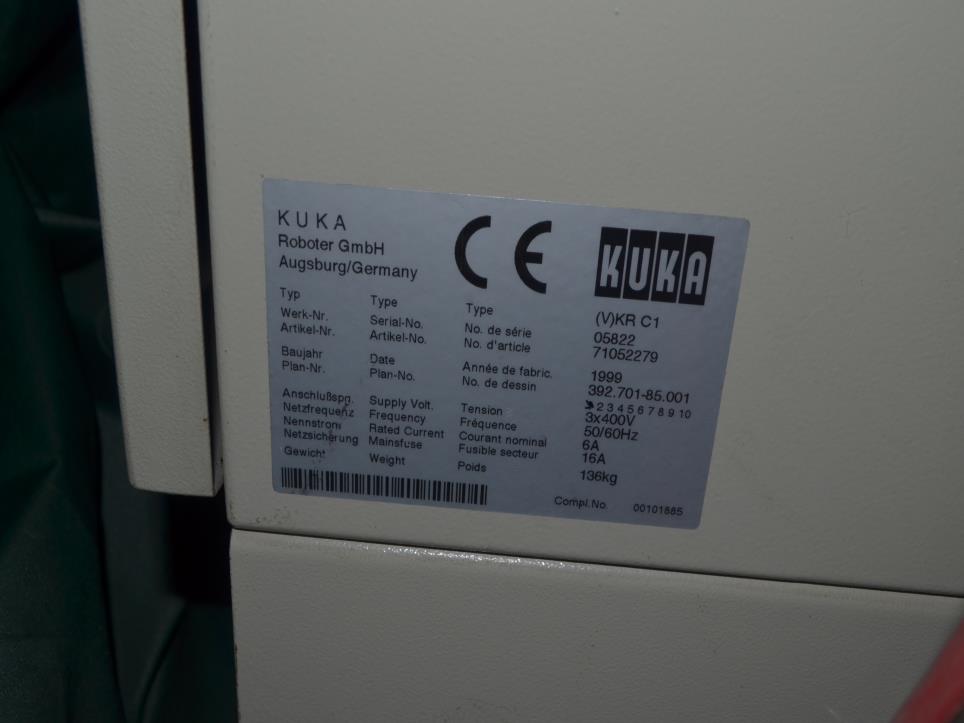 KUKA
Roboter GmbH
Augsburg/Germany
CE
KUKA
Typ Type Type (V)KR C1
Werk-Nr. Serial-No. No. de série 05822
Artikel-Nr. Artikel-No. No. d'article 71052279
Baujahr Date Année de fabric. 1999
Plan-Nr. Plan-No. No. de dessin 392.701-85.001
2 3 4 5 6 7 8 9 10
Anschlußspg. Supply Volt. Tension 3x400V
Netzfrequenz Frequency Fréquence 50/60Hz
Nennstrom Rated Current Courant nominal 6A
Netzsicherung Mainsfuse Fusible secteur 16A
Gewicht Weight Poids 136kg
Compl.No. 00101885